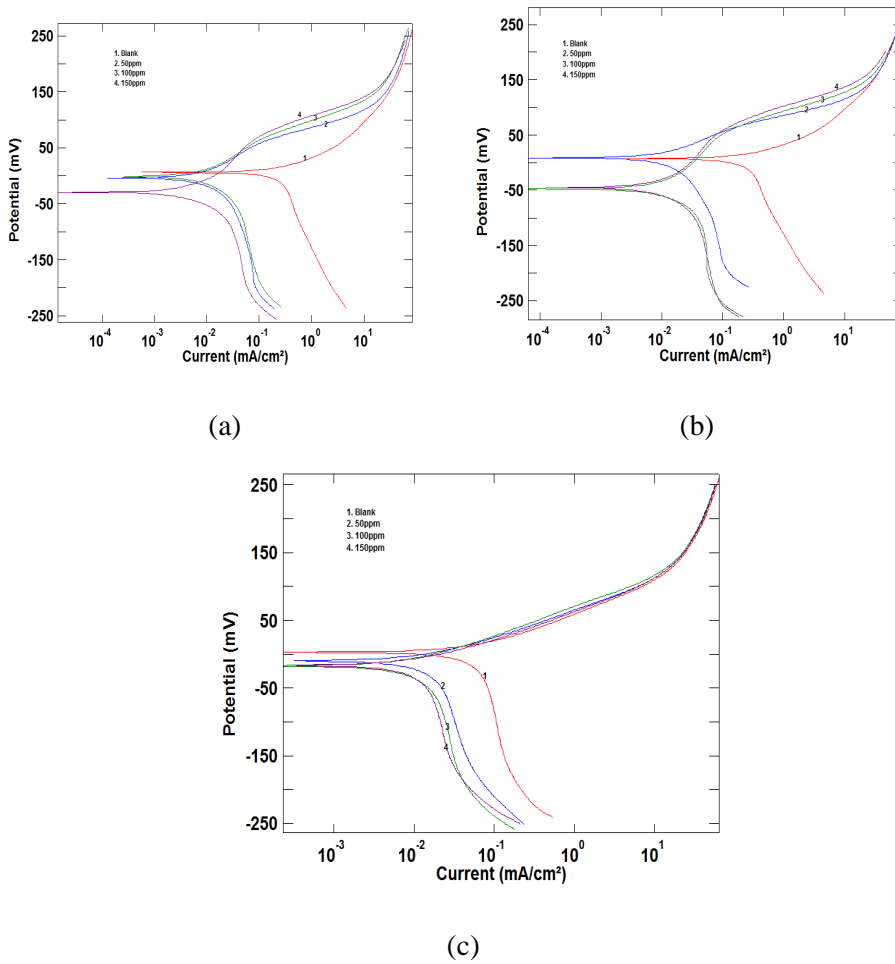 250
150
50
-50
-150
-250
Potential (mV)
1. Blank
2. 50ppm
3. 100ppm
4. 150ppm
4
3
2
1
10⁻⁴ 10⁻³ 10⁻² 10⁻¹ 10⁰ 10¹
Current (mA/cm²)
(a)
250
150
50
-50
-150
-250
Potential (mV)
1. Blank
2. 50ppm
3. 100ppm
4. 150ppm
4
3
2
1
10⁻⁴ 10⁻³ 10⁻² 10⁻¹ 10⁰ 10¹
Current (mA/cm²)
(b)
250
150
50
-50
-150
-250
Potential (mV)
1. Blank
2. 50ppm
3. 100ppm
4. 150ppm
1
2
3
4
10⁻³ 10⁻² 10⁻¹ 10⁰ 10¹
Current (mA/cm²)
(c)